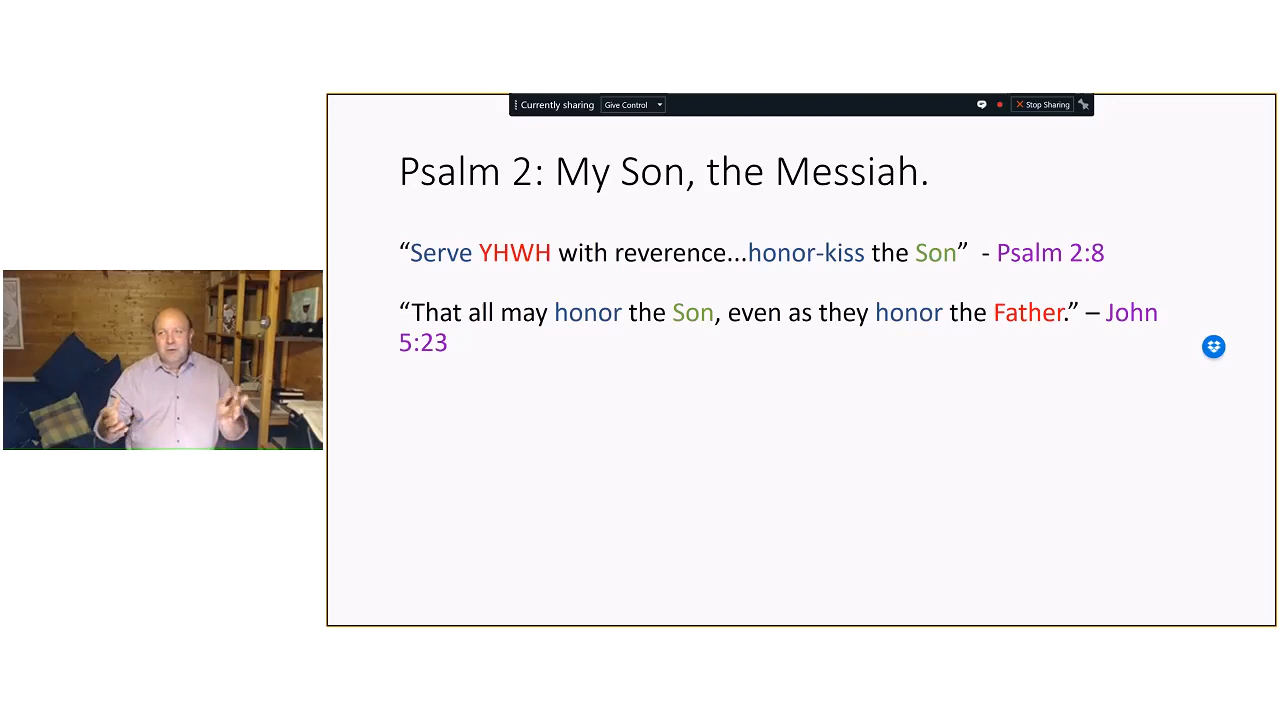 Currently sharing Give Control Stop Sharing
Psalm 2: My Son, the Messiah.
“Serve YHWH with reverence...honor-kiss the Son” - Psalm 2:8
“That all may honor the Son, even as they honor the Father.” – John
5:23